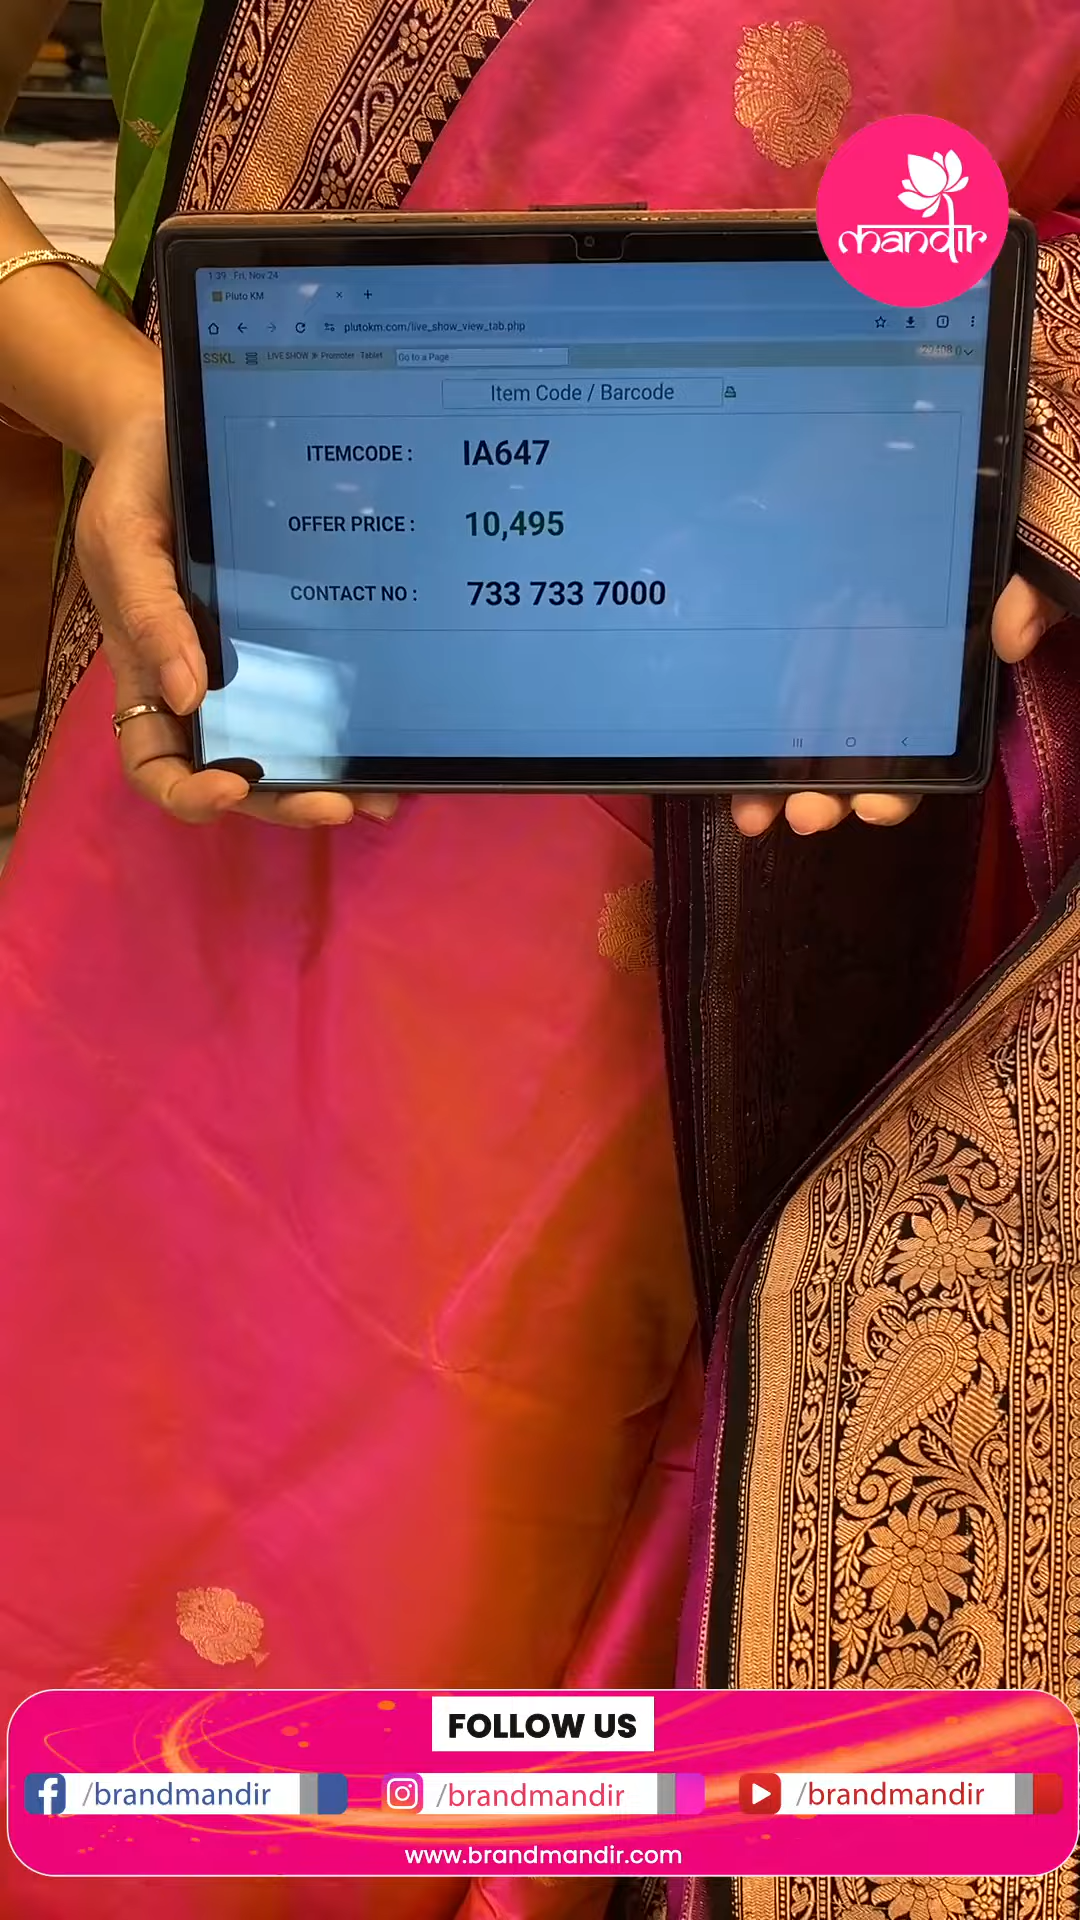 mandir
1:39 Fri, Nov 24
Pluto KM
plutokm.com/live_show_view_tab.php
SSKL LIVE SHOW Promoter Tablet Go to a Page
Item Code / Barcode
ITEMCODE : IA647
OFFER PRICE : 10,495
CONTACT NO : 733 733 7000
FOLLOW US
/brandmandir /brandmandir /brandmandir
www.brandmandir.com